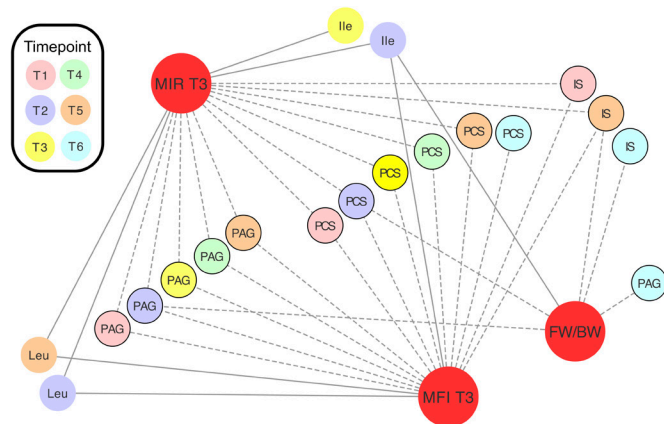 Ile
Timepoint
Ile
T1 T4
MIR T3
IS
T2 T5
IS
PCS
PCS
T3 T6
PCS
IS
PCS
PCS
PCS
PAG
PAG
PAG
PAG
PAG
PAG
FW/BW
Leu
Leu
MFI T3